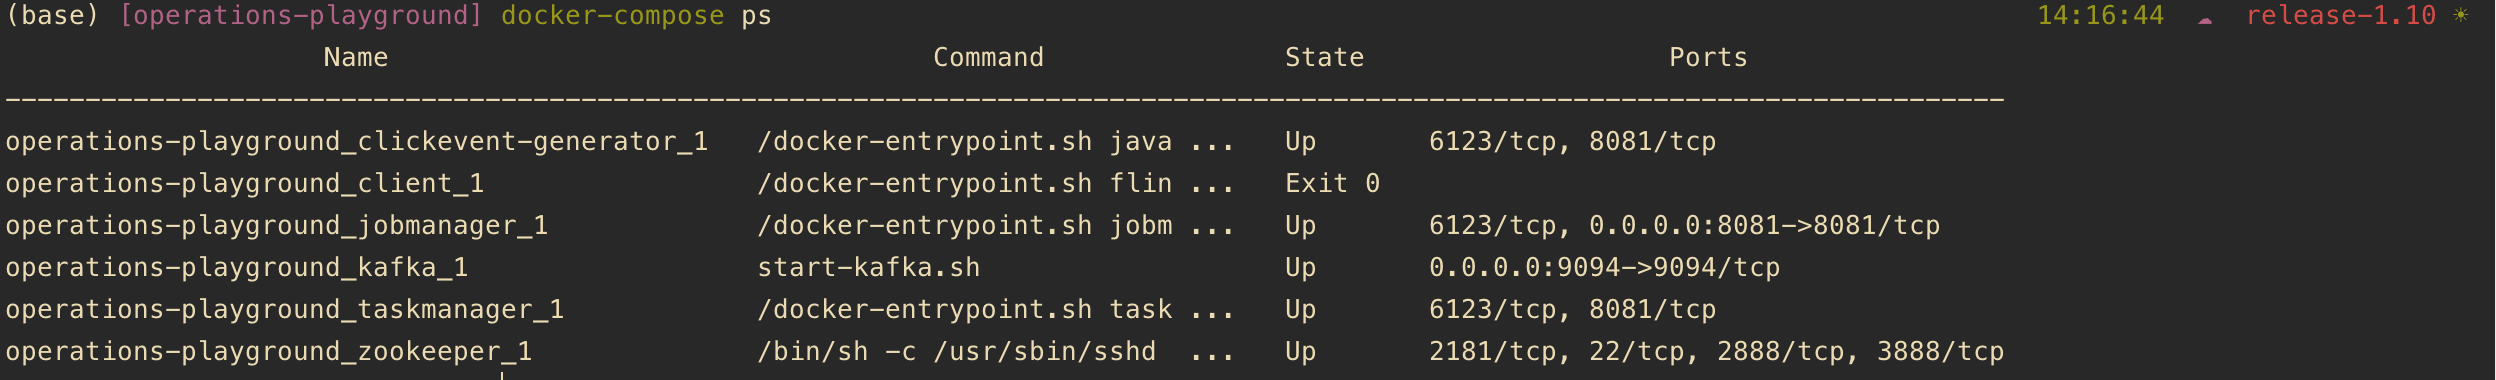 (base) [operations-playground] docker-compose ps 14:16:44 ☁ release-1.10 ☀
Name Command State Ports
------------------------------------------------------------------------------------------------------------------------------
operations-playground_clickevent-generator_1 /docker-entrypoint.sh java ... Up 6123/tcp, 8081/tcp
operations-playground_client_1 /docker-entrypoint.sh flin ... Exit 0
operations-playground_jobmanager_1 /docker-entrypoint.sh jobm ... Up 6123/tcp, 0.0.0.0:8081->8081/tcp
operations-playground_kafka_1 start-kafka.sh Up 0.0.0.0:9094->9094/tcp
operations-playground_taskmanager_1 /docker-entrypoint.sh task ... Up 6123/tcp, 8081/tcp
operations-playground_zookeeper_1 /bin/sh -c /usr/sbin/sshd ... Up 2181/tcp, 22/tcp, 2888/tcp, 3888/tcp